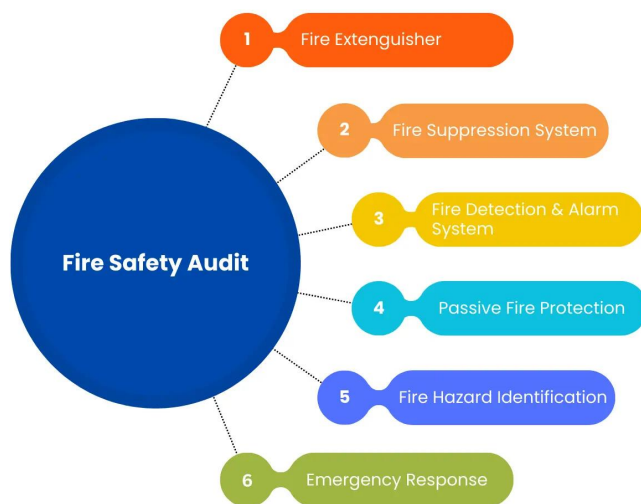 1
Fire Extenguisher
2
Fire Suppression System
3
Fire Detection & Alarm
System
Fire Safety Audit
4
Passive Fire Protection
5
Fire Hazard Identification
6
Emergency Response